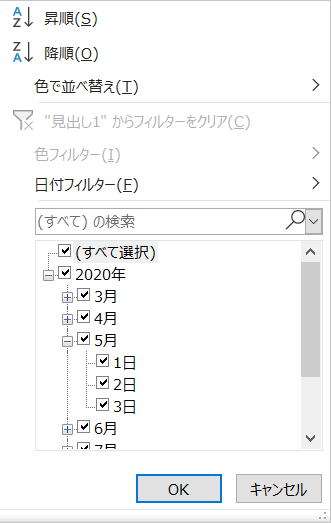 昇順(S)
降順(O)
色で並べ替え(T)
"見出し1" からフィルターをクリア(C)
色フィルター(I)
日付フィルター(F)
(すべて) の検索
(すべて選択)
2020年
3月
4月
5月
1日
2日
3日
6月
7月
OK
キャンセル